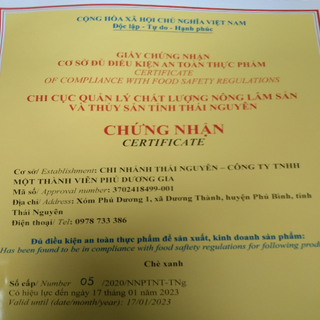 CỘNG HÒA XÃ HỘI CHỦ NGHĨA VIỆT NAM
Độc lập - Tự do - Hạnh phúc
GIẤY CHỨNG NHẬN
CƠ SỞ ĐỦ ĐIỀU KIỆN AN TOÀN THỰC PHẨM
CERTIFICATE
OF COMPLIANCE WITH FOOD SAFETY REGULATIONS
CHI CỤC QUẢN LÝ CHẤT LƯỢNG NÔNG LÂM SẢN
VÀ THỦY SẢN TỈNH THÁI NGUYÊN
CHỨNG NHẬN
CERTIFICATE
Cơ sở/ Establishment: CHI NHÁNH THÁI NGUYÊN – CÔNG TY TNHH
MỘT THÀNH VIÊN PHÚ DƯƠNG GIA
Mã số/ Approval number: 3702418499-001
Địa chỉ/ Address: Xóm Phú Dương 1, xã Dương Thành, huyện Phú Bình, tỉnh
Thái Nguyên
Điện thoại/ Tel: 0978 733 386
Đủ điều kiện an toàn thực phẩm để sản xuất, kinh doanh sản phẩm:
Has been found to be in compliance with food saftety regulations for following produ
Chè xanh
Số cấp/ Number 05 /2020/NNPTNT-TNg
Có hiệu lực đến ngày 17 tháng 01 năm 2023
Valid until (date/month/year): 17/01/2023